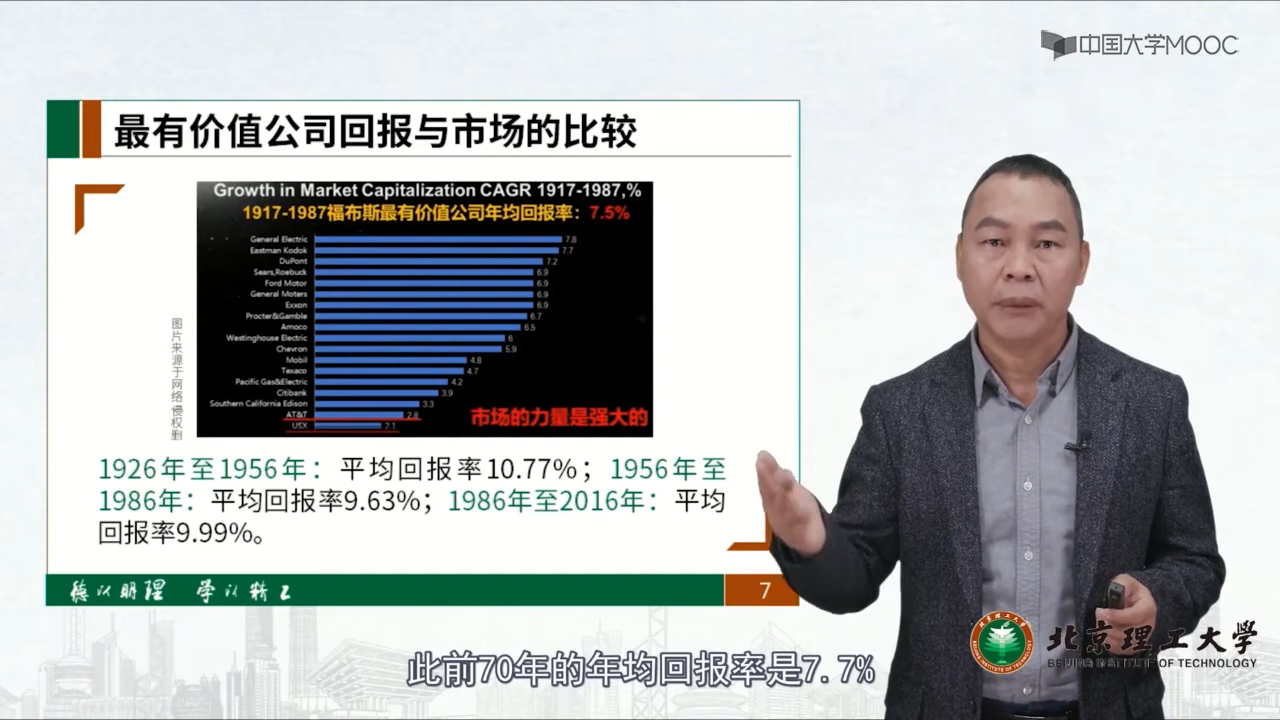 中国大学MOOC
最有价值公司回报与市场的比较
Growth in Market Capitalization CAGR 1917-1987,%
1917-1987福布斯最有价值公司年均回报率：7.5%
General Electric 7.8
Eastman Kodok 7.7
DuPont 7.2
Sears,Roebuck 6.9
Ford Motor 6.9
General Moters 6.9
Exxon 6.9
Procter&Gamble 6.7
Amoco 6.5
Westinghouse Electric 6
Chevron 5.9
Mobil 4.8
Texaco 4.7
Pacific Gas&Electric 4.2
Citibank 3.9
Southern California Edison 3.3
AT&T 2.8
USX 2.1
市场的力量是强大的
图片来源于网络侵权删
1926年至1956年：平均回报率10.77%；1956年至
1986年：平均回报率9.63%；1986年至2016年：平均
回报率9.99%。
德以明理 学以精工
7
北京理工大学
BEIJING INSTITUTE OF TECHNOLOGY
此前70年的年均回报率是7.7%